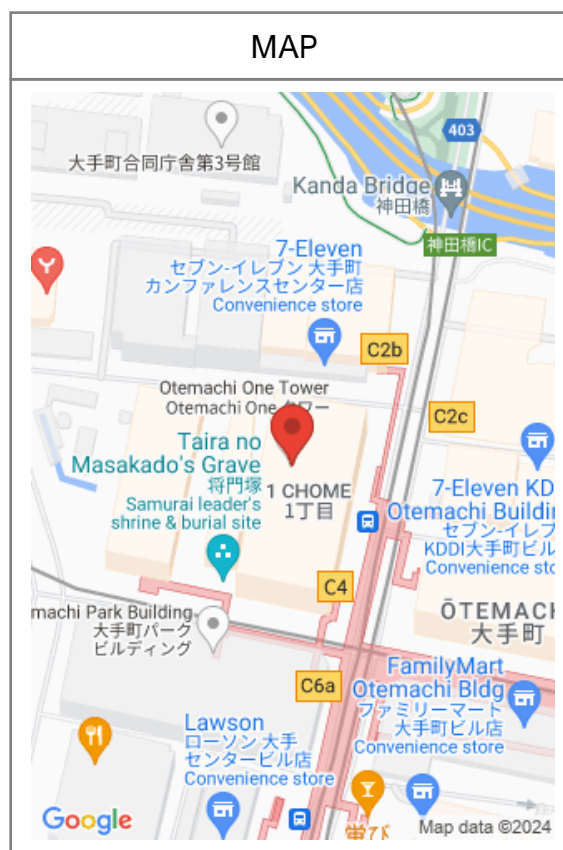 MAP
403
大手町合同庁舎第3号館
Kanda Bridge
神田橋
神田橋IC
7-Eleven
セブン-イレブン 大手町
カンファレンスセンター店
Convenience store
C2b
Otemachi One Tower
Otemachi One タワー
C2c
Taira no
Masakado's Grave
将門塚
Samurai leader's
shrine & burial site
1 CHOME
1丁目
7-Eleven KD
Otemachi Buildin
セブン-イレブ
KDDI大手町ビル
Convenience sto
C4
ŌTEMACH
大手町
machi Park Building
大手町パーク
ビルディング
C6a
FamilyMart
Otemachi Bldg
ファミリーマート
大手町ビル店
Convenience store
Lawson
ローソン 大手
センタービル店
Convenience store
Google
Map data ©2024